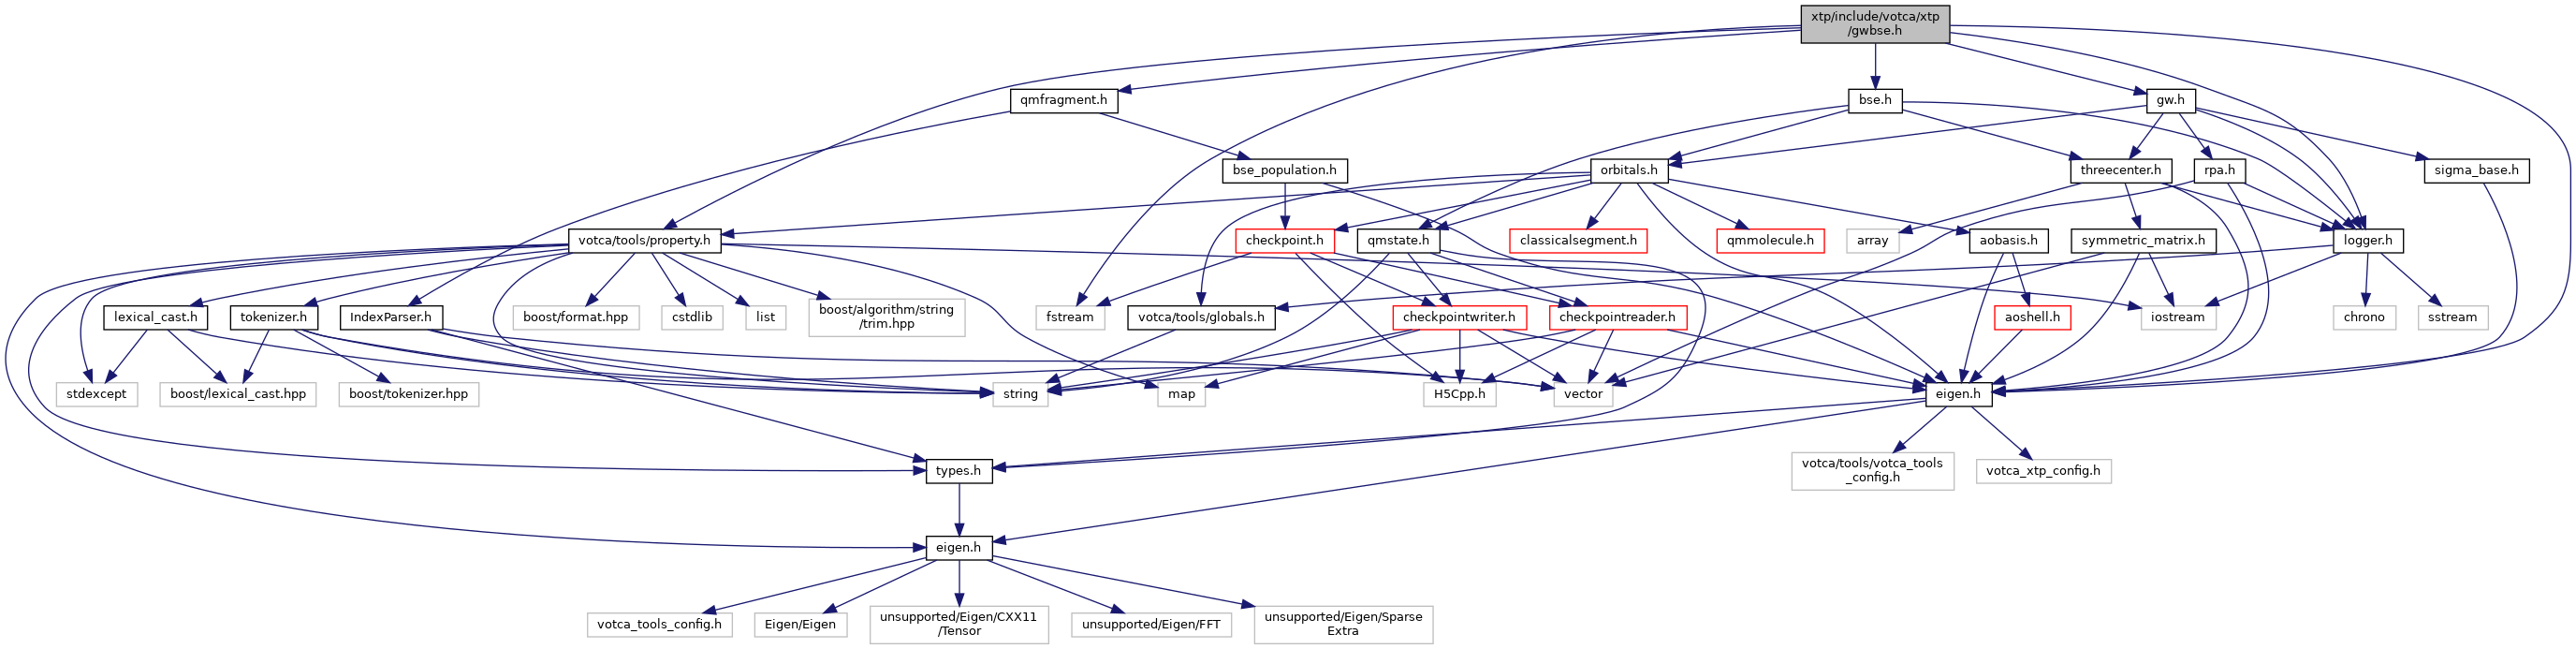 xtp/include/votca/xtp
/gwbse.h
qmfragment.h
bse.h
gw.h
bse_population.h
orbitals.h
threecenter.h
rpa.h
sigma_base.h
votca/tools/property.h
checkpoint.h
qmstate.h
classicalsegment.h
qmmolecule.h
array
aobasis.h
symmetric_matrix.h
logger.h
lexical_cast.h
tokenizer.h
IndexParser.h
boost/format.hpp
cstdlib
list
boost/algorithm/string
/trim.hpp
fstream
votca/tools/globals.h
checkpointwriter.h
checkpointreader.h
aoshell.h
iostream
chrono
sstream
stdexcept
boost/lexical_cast.hpp
boost/tokenizer.hpp
string
map
H5Cpp.h
vector
eigen.h
types.h
votca/tools/votca_tools
_config.h
votca_xtp_config.h
eigen.h
votca_tools_config.h
Eigen/Eigen
unsupported/Eigen/CXX11
/Tensor
unsupported/Eigen/FFT
unsupported/Eigen/Sparse
Extra